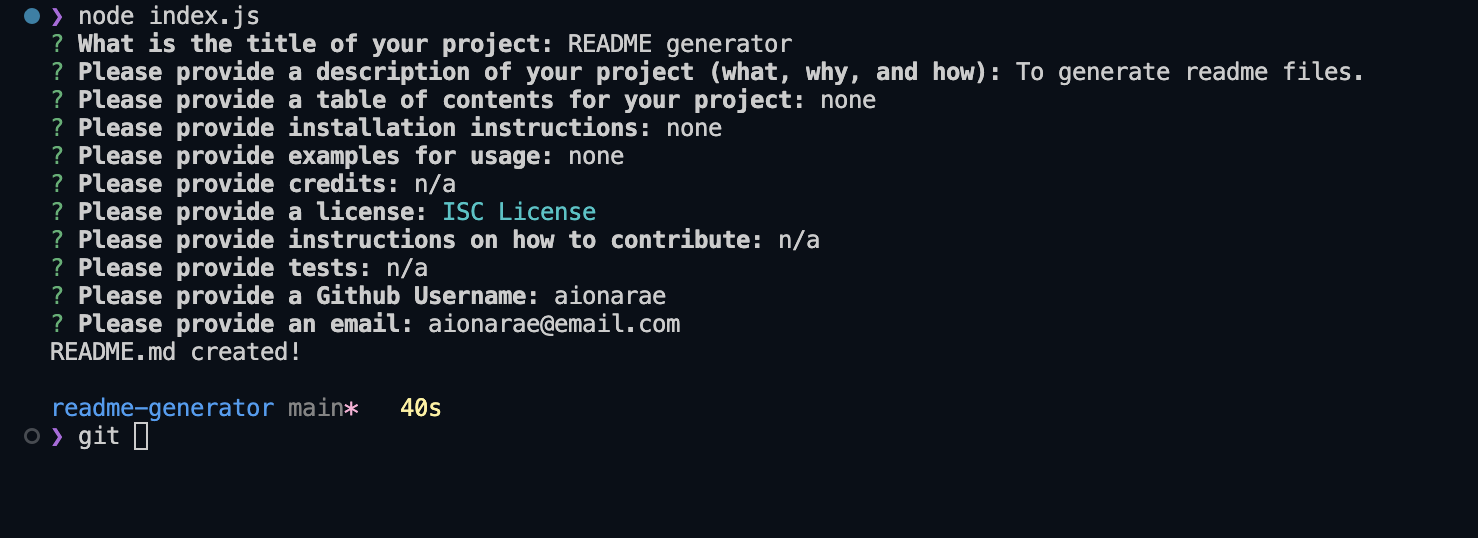 ❯ node index.js
? What is the title of your project: README generator
? Please provide a description of your project (what, why, and how): To generate readme files.
? Please provide a table of contents for your project: none
? Please provide installation instructions: none
? Please provide examples for usage: none
? Please provide credits: n/a
? Please provide a license: ISC License
? Please provide instructions on how to contribute: n/a
? Please provide tests: n/a
? Please provide a Github Username: aionarae
? Please provide an email: aionarae@email.com
README.md created!
readme-generator main* 40s
❯ git